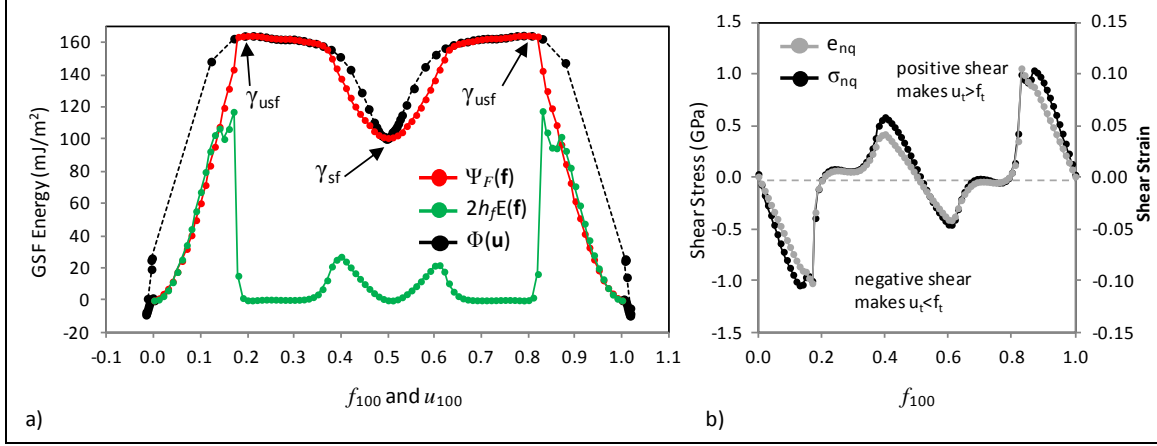 160
140
120
100
80
60
40
20
0
-20
GSF Energy (mJ/m²)
γusf
γusf
γsf
ΨF(f)
2hfE(f)
Φ(u)
-0.1 0.0 0.1 0.2 0.3 0.4 0.5 0.6 0.7 0.8 0.9 1.0 1.1
f100 and u100
a)
1.5
1.0
0.5
0.0
-0.5
-1.0
-1.5
Shear Stress (GPa)
enq
σnq
positive shear
makes ut>ft
negative shear
makes ut<ft
0.15
0.10
0.05
0.00
-0.05
-0.10
-0.15
Shear Strain
0.0 0.2 0.4 0.6 0.8 1.0
f100
b)